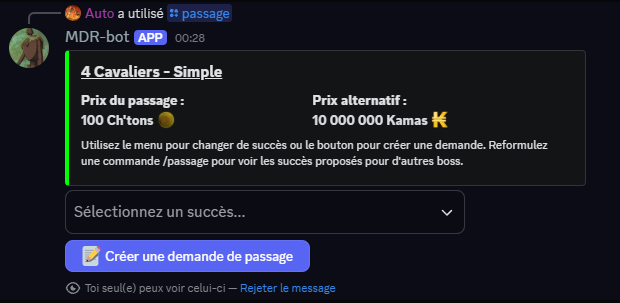 Auto a utilisé passage
MDR-bot APP 00:28
4 Cavaliers - Simple
Prix du passage : Prix alternatif :
100 Ch'tons 10 000 000 Kamas
Utilisez le menu pour changer de succès ou le bouton pour créer une demande. Reformulez
une commande /passage pour voir les succès proposés pour d'autres boss.
Sélectionnez un succès...
Créer une demande de passage
Toi seul(e) peux voir celui-ci — Rejeter le message